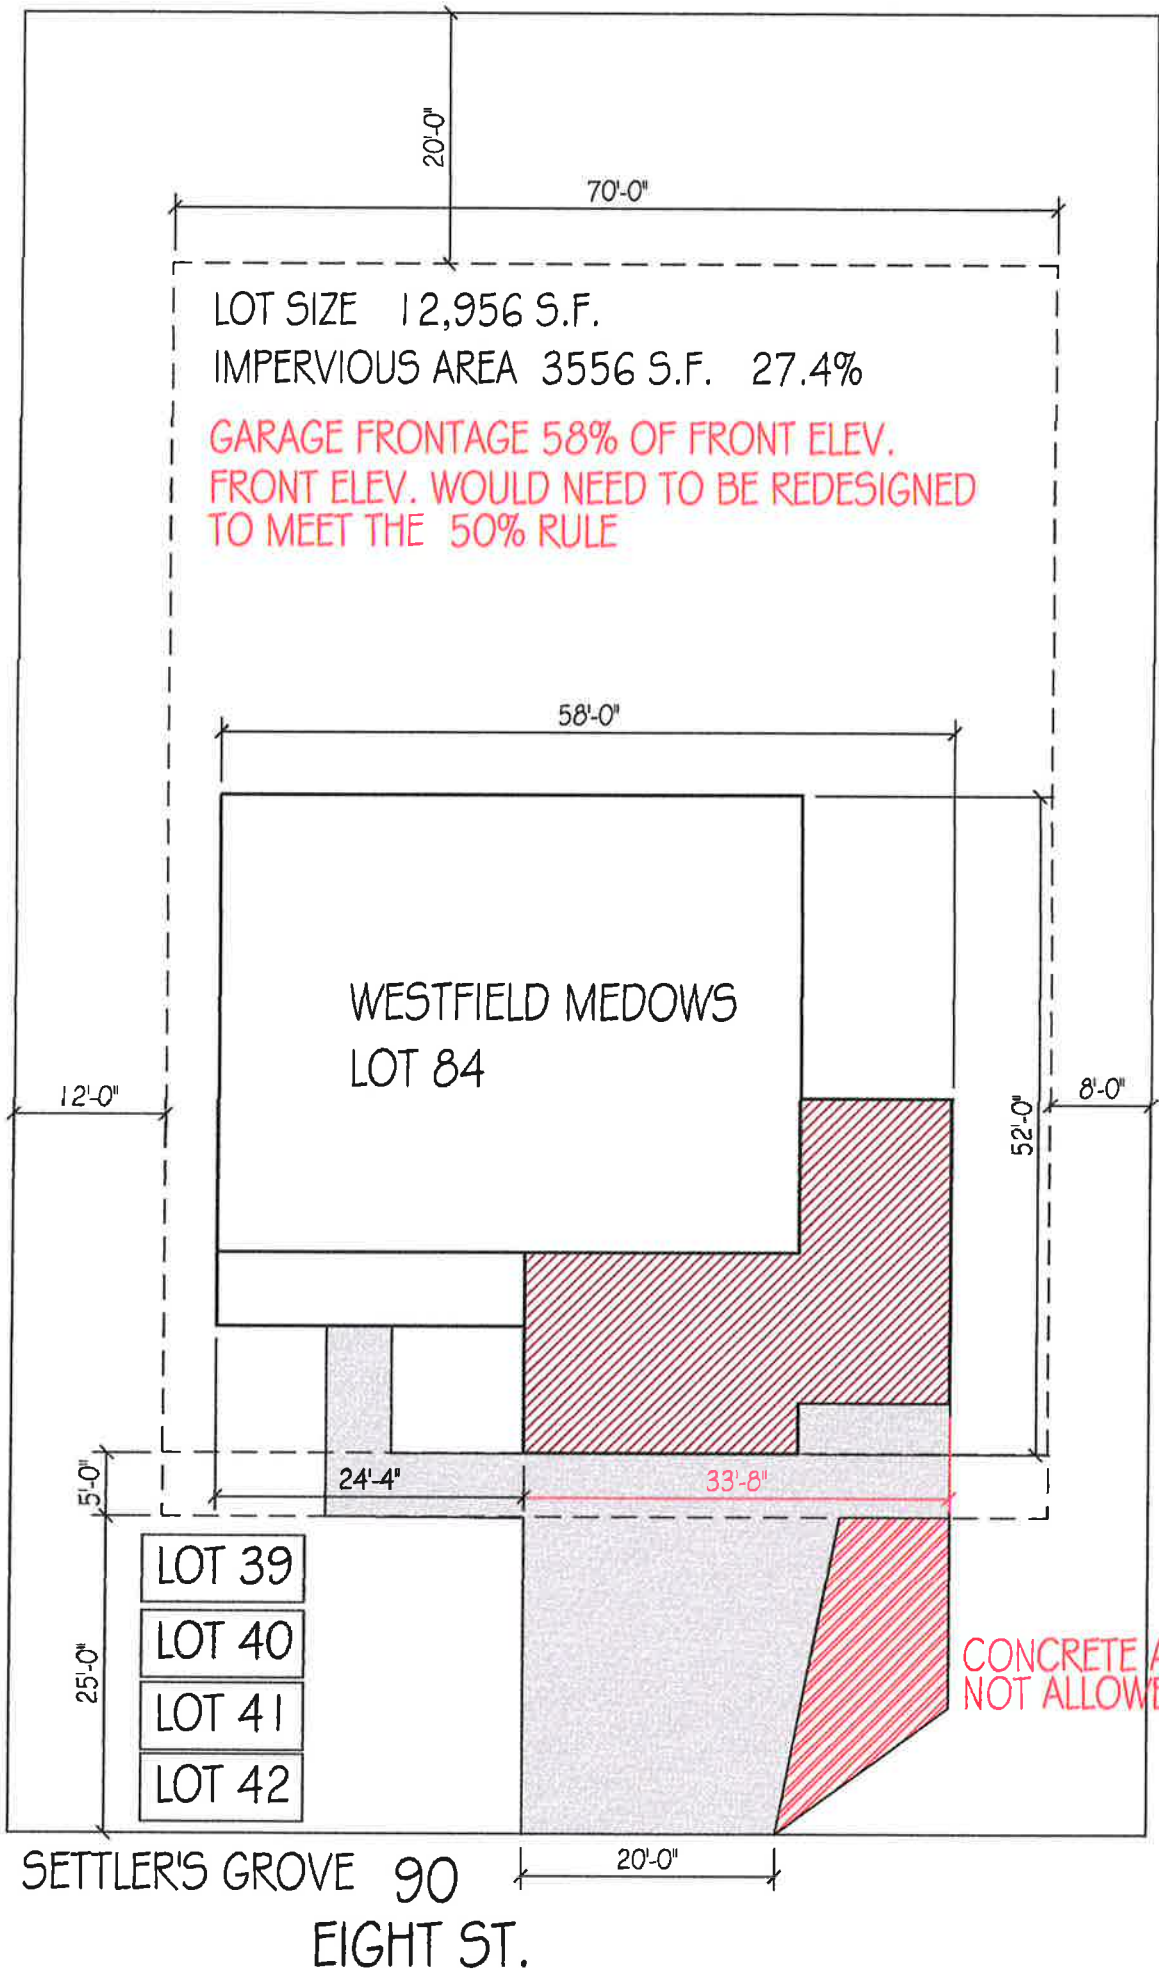 20'-0"
70'-0"
LOT SIZE 12,956 S.F.
IMPERVIOUS AREA 3556 S.F. 27.4%
GARAGE FRONTAGE 58% OF FRONT ELEV.
FRONT ELEV. WOULD NEED TO BE REDESIGNED
TO MEET THE 50% RULE
58'-0"
WESTFIELD MEDOWS
LOT 84
12'-0"
52'-0"
8'-0"
5'-0"
24'-4"
33'-8"
25'-0"
LOT 39
LOT 40
LOT 41
LOT 42
CONCRETE
NOT
20'-0"
SETTLER'S GROVE 90
EIGHT ST.